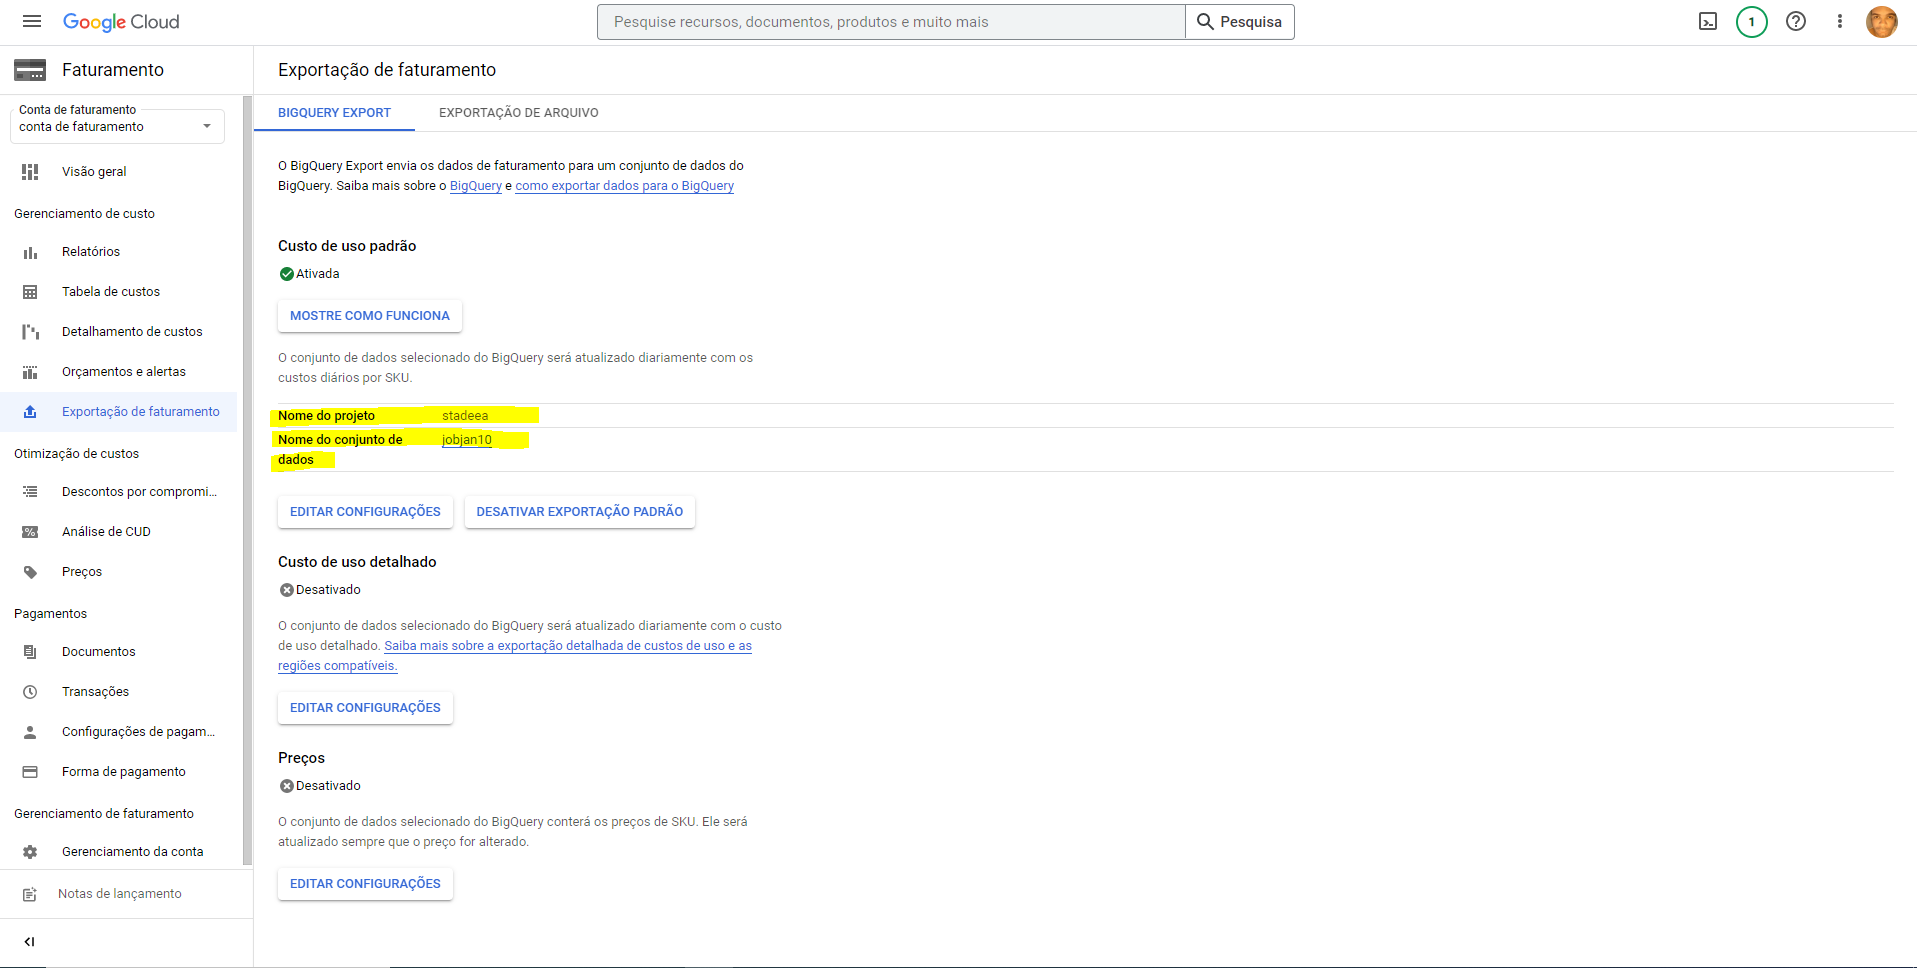 Google Cloud
Pesquise recursos, documentos, produtos e muito mais
Pesquisa
1
Faturamento
Exportação de faturamento
Conta de faturamento
conta de faturamento
Visão geral
Gerenciamento de custo
Relatórios
Tabela de custos
Detalhamento de custos
Orçamentos e alertas
Exportação de faturamento
Otimização de custos
Descontos por compromi...
Análise de CUD
Preços
Pagamentos
Documentos
Transações
Configurações de pagam...
Forma de pagamento
Gerenciamento de faturamento
Gerenciamento da conta
Notas de lançamento
BIGQUERY EXPORT
EXPORTAÇÃO DE ARQUIVO
O BigQuery Export envia os dados de faturamento para um conjunto de dados do
BigQuery. Saiba mais sobre o BigQuery e como exportar dados para o BigQuery
Custo de uso padrão
Ativada
MOSTRE COMO FUNCIONA
O conjunto de dados selecionado do BigQuery será atualizado diariamente com os
custos diários por SKU.
Nome do projeto stadeea
Nome do conjunto de jobjan10
dados
EDITAR CONFIGURAÇÕES DESATIVAR EXPORTAÇÃO PADRÃO
Custo de uso detalhado
Desativado
O conjunto de dados selecionado do BigQuery será atualizado diariamente com o custo
de uso detalhado. Saiba mais sobre a exportação detalhada de custos de uso e as
regiões compatíveis.
EDITAR CONFIGURAÇÕES
Preços
Desativado
O conjunto de dados selecionado do BigQuery conterá os preços de SKU. Ele será
atualizado sempre que o preço for alterado.
EDITAR CONFIGURAÇÕES